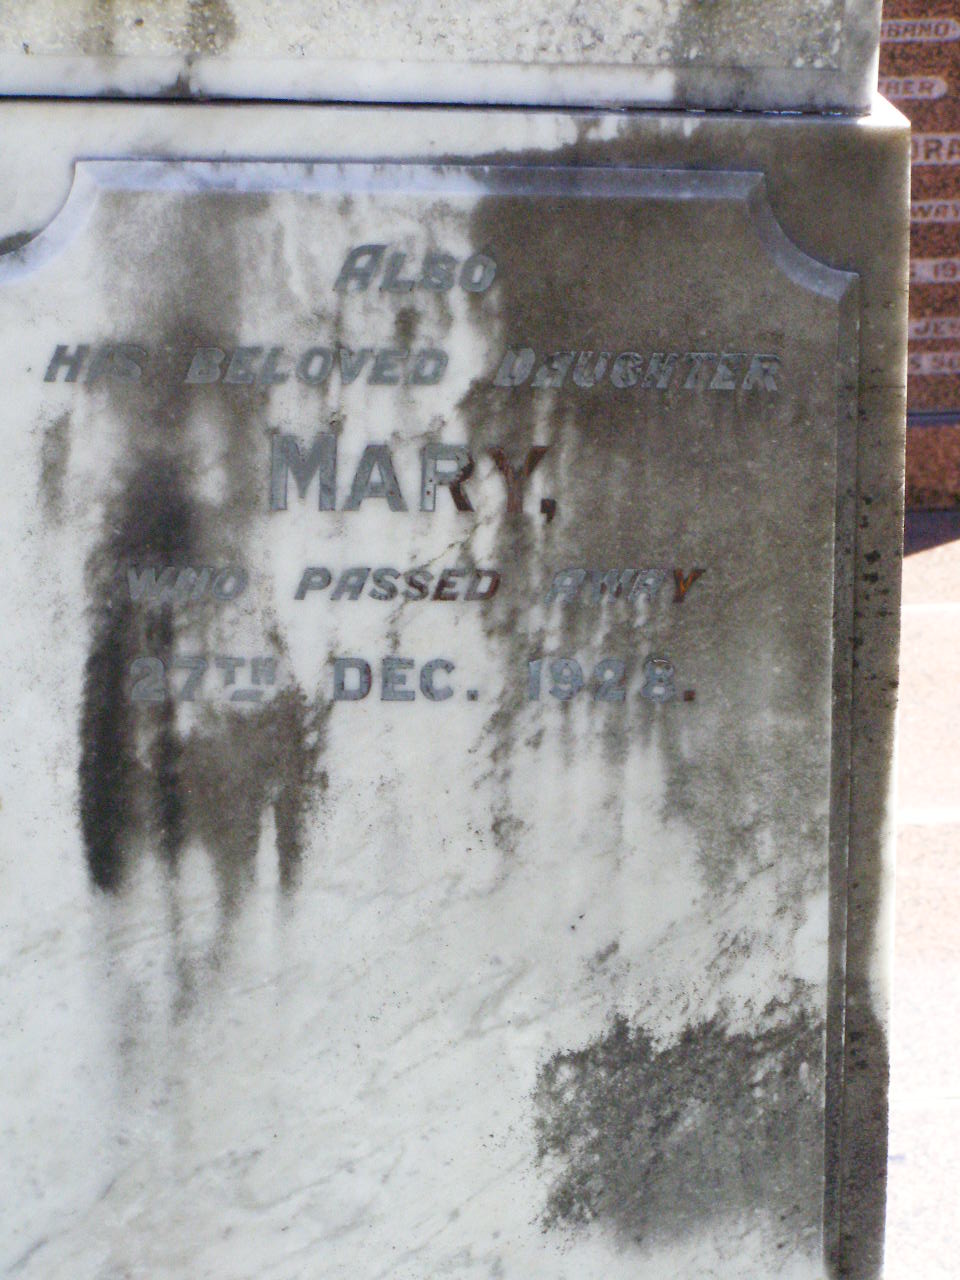 ALSO
HIS BELOVED DAUGHTER
MARY,
WHO PASSED AWAY
27TH DEC. 1928.